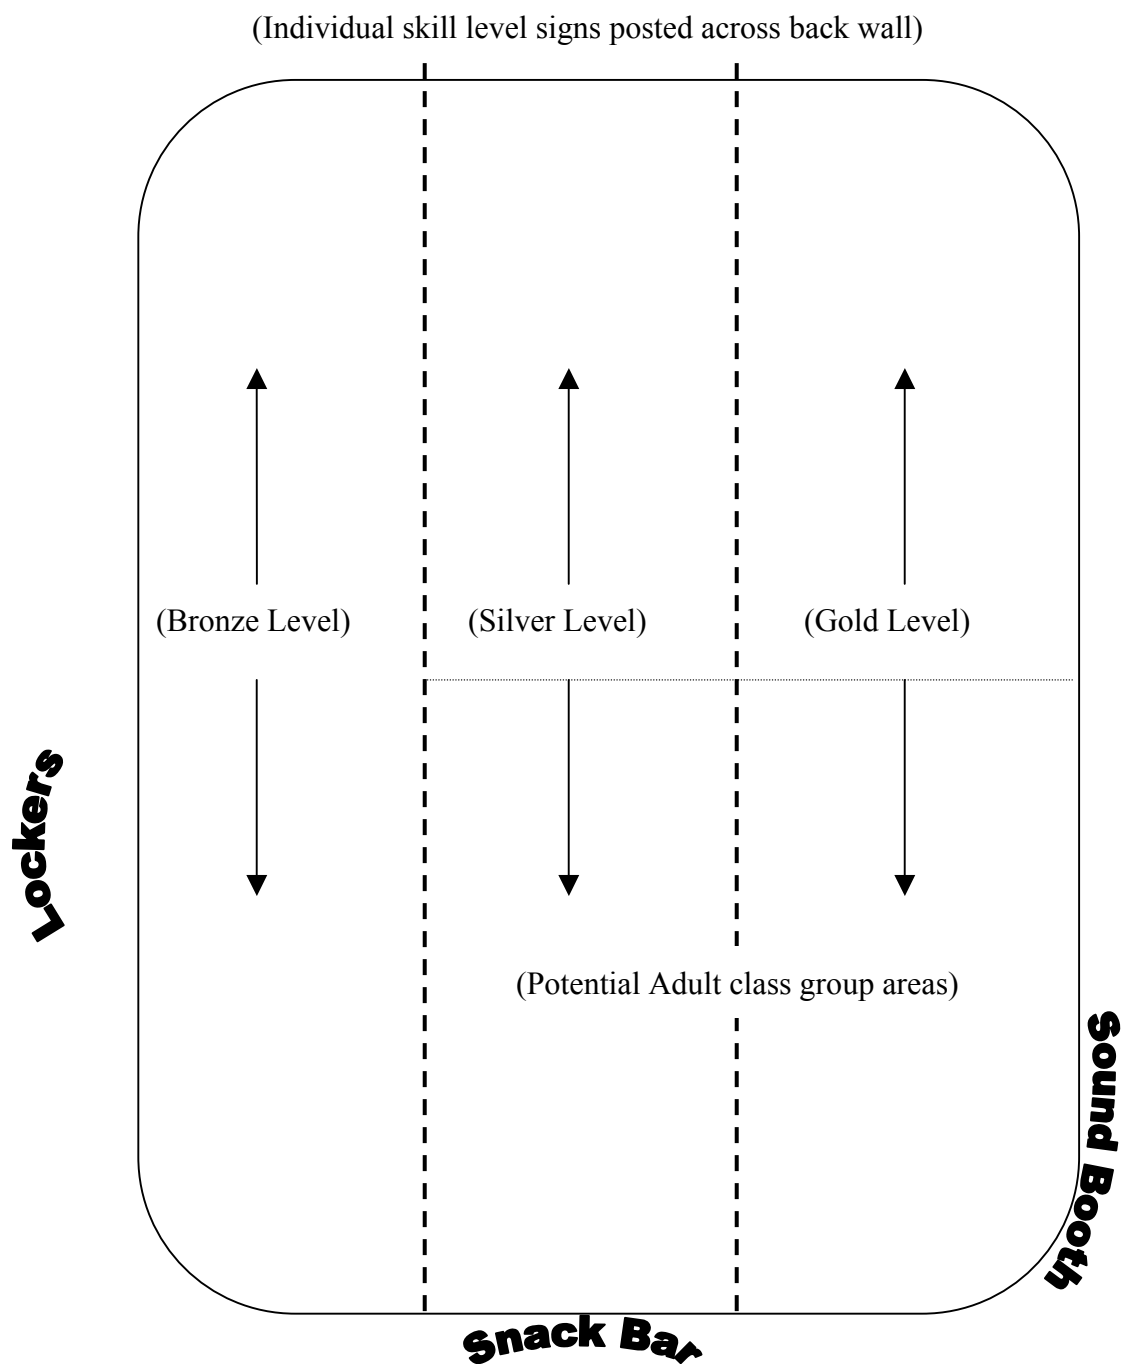 (Individual skill level signs posted across back wall)
(Bronze Level)
(Silver Level)
(Gold Level)
Lockers
(Potential Adult class group areas)
Sound Booth
Snack Bar